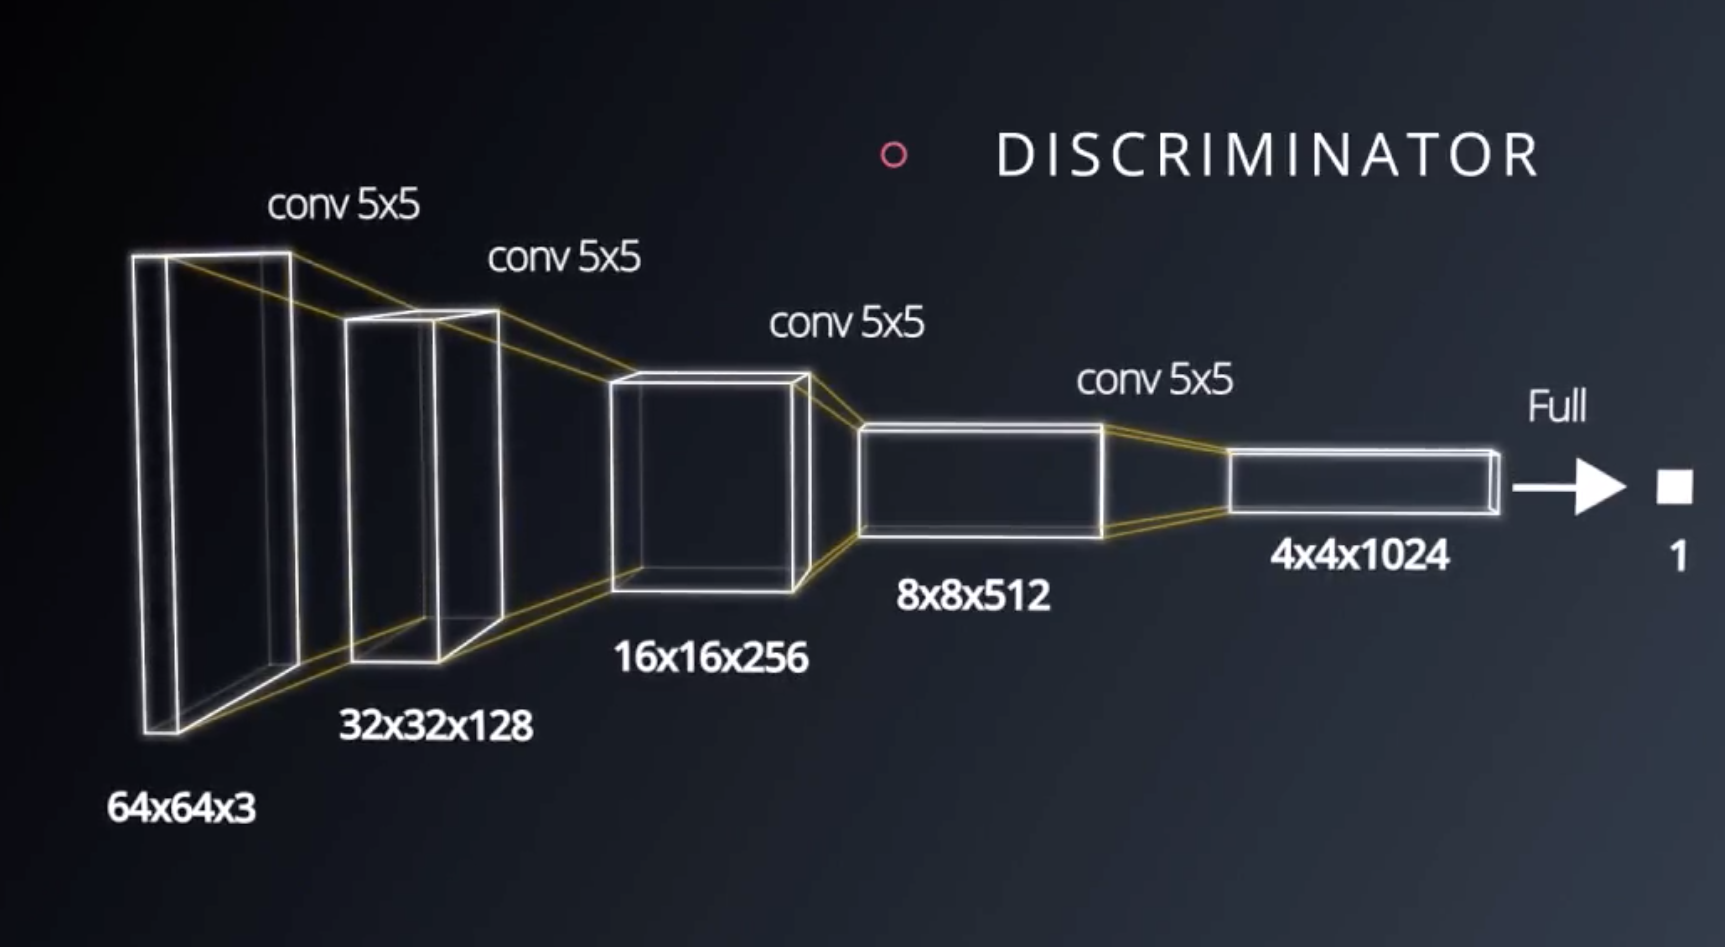 DISCRIMINATOR
conv 5x5
conv 5x5
conv 5x5
conv 5x5
Full
64x64x3
32x32x128
16x16x256
8x8x512
4x4x1024
1